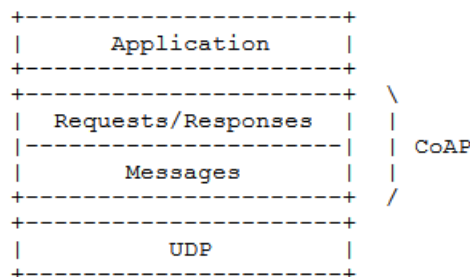 Application
Requests/Responses
CoAP
Messages
UDP